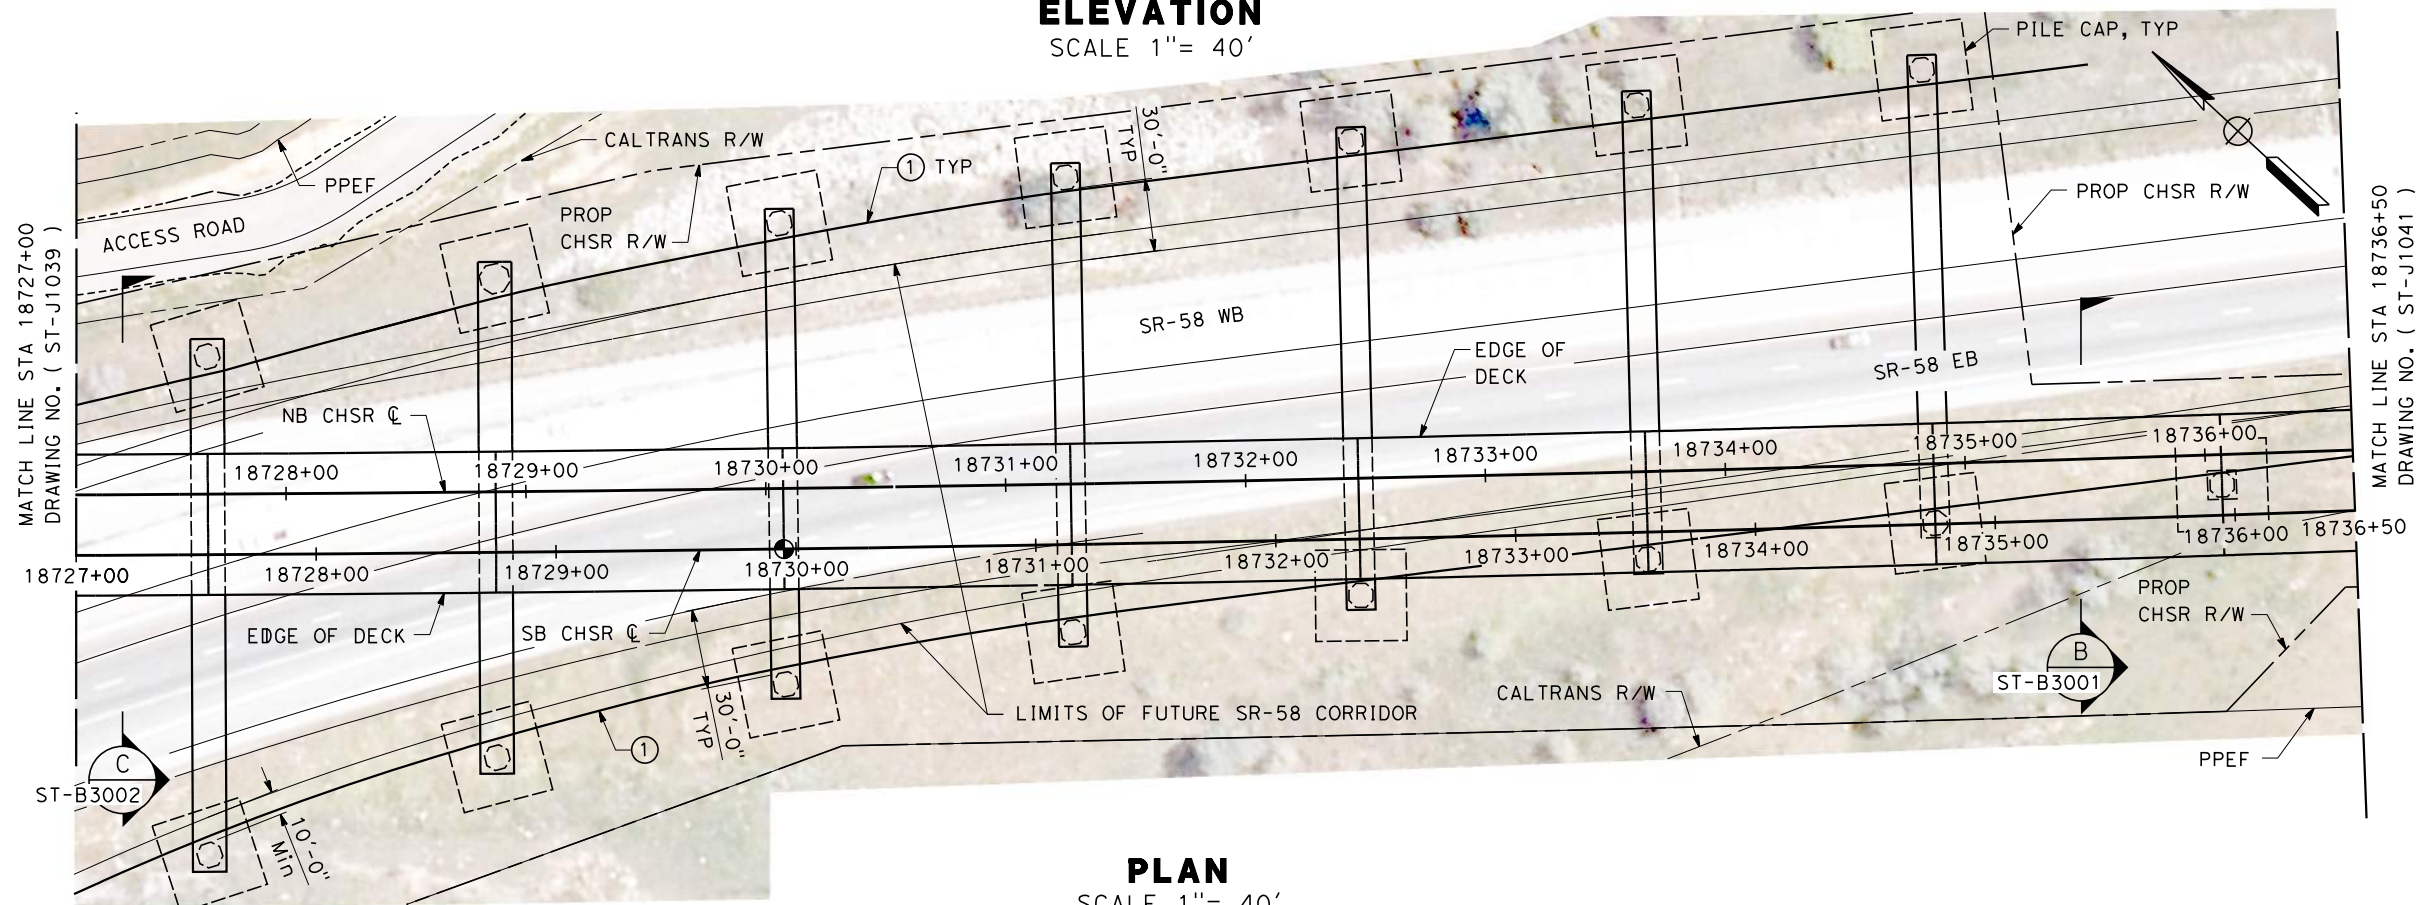 ELEVATION
SCALE 1"= 40'
PILE CAP, TYP
CALTRANS R/W
30'-0"
TYP
1 TYP
PPEF
PROP
CHSR R/W
PROP CHSR R/W
ACCESS ROAD
MATCH LINE STA 18727+00
DRAWING NO. ( ST-J1039 )
MATCH LINE STA 18736+50
DRAWING NO. ( ST-J1041 )
SR-58 WB
EDGE OF
DECK
SR-58 EB
NB CHSR ℄
18728+00
18729+00
18730+00
18731+00
18732+00
18733+00
18734+00
18735+00
18736+00
18727+00
18728+00
18729+00
18730+00
18731+00
18732+00
18733+00
18734+00
18735+00
18736+00
18736+50
EDGE OF DECK
SB CHSR ℄
PROP
CHSR R/W
B
ST-B3001
CALTRANS R/W
LIMITS OF FUTURE SR-58 CORRIDOR
30'-0"
TYP
1
PPEF
C
ST-B3002
10'-0"
Min
PLAN
SCALE 1"= 40'